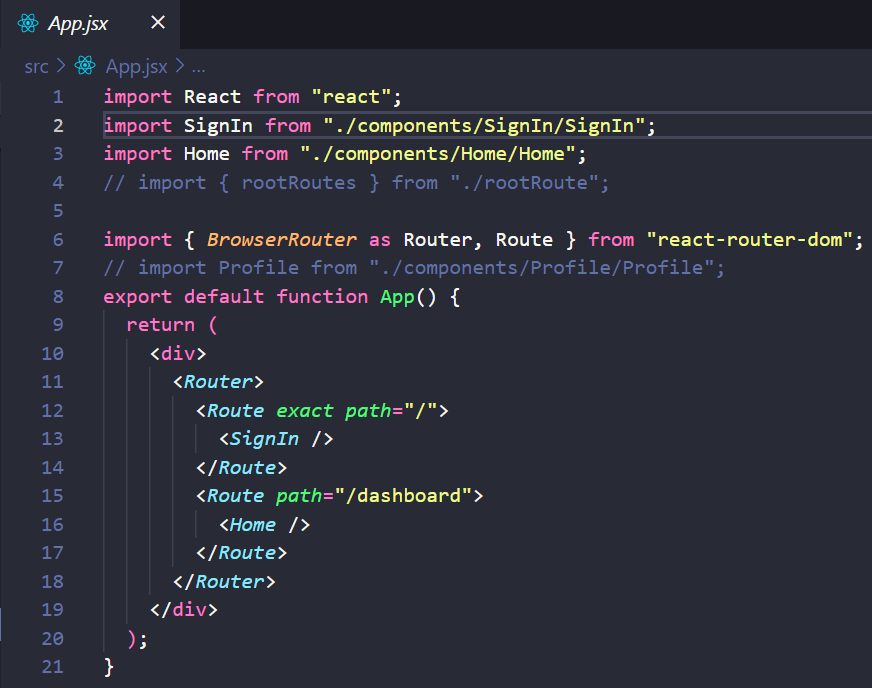 App.jsx ×
src > App.jsx > ...
1 import React from "react";
2 import SignIn from "./components/SignIn/SignIn";
3 import Home from "./components/Home/Home";
4 // import { rootRoutes } from "./rootRoute";
5
6 import { BrowserRouter as Router, Route } from "react-router-dom";
7 // import Profile from "./components/Profile/Profile";
8 export default function App() {
9   return (
10     <div>
11       <Router>
12         <Route exact path="/">
13           <SignIn />
14         </Route>
15         <Route path="/dashboard">
16           <Home />
17         </Route>
18       </Router>
19     </div>
20   );
21 }